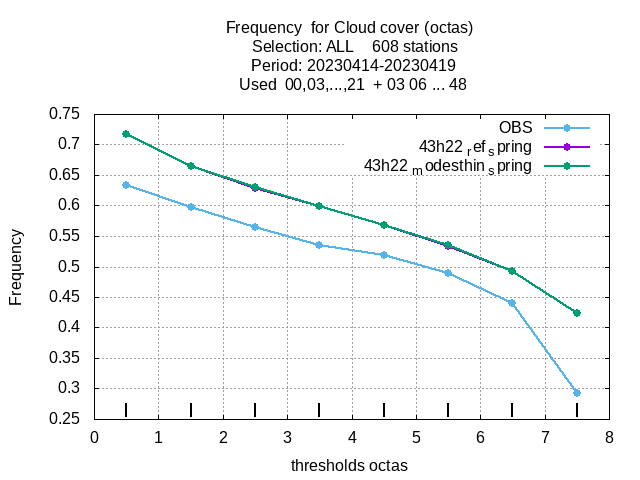 Frequency  for Cloud cover (octas)
Selection: ALL    608 stations
Period: 20230414-20230419
Used  00,03,...,21  + 03 06 ... 48
0.75
0.7
0.65
0.6
0.55
0.5
0.45
0.4
0.35
0.3
0.25
Frequency
OBS
43h22 ref spring
43h22 modesthin spring
0 1 2 3 4 5 6 7 8
thresholds octas